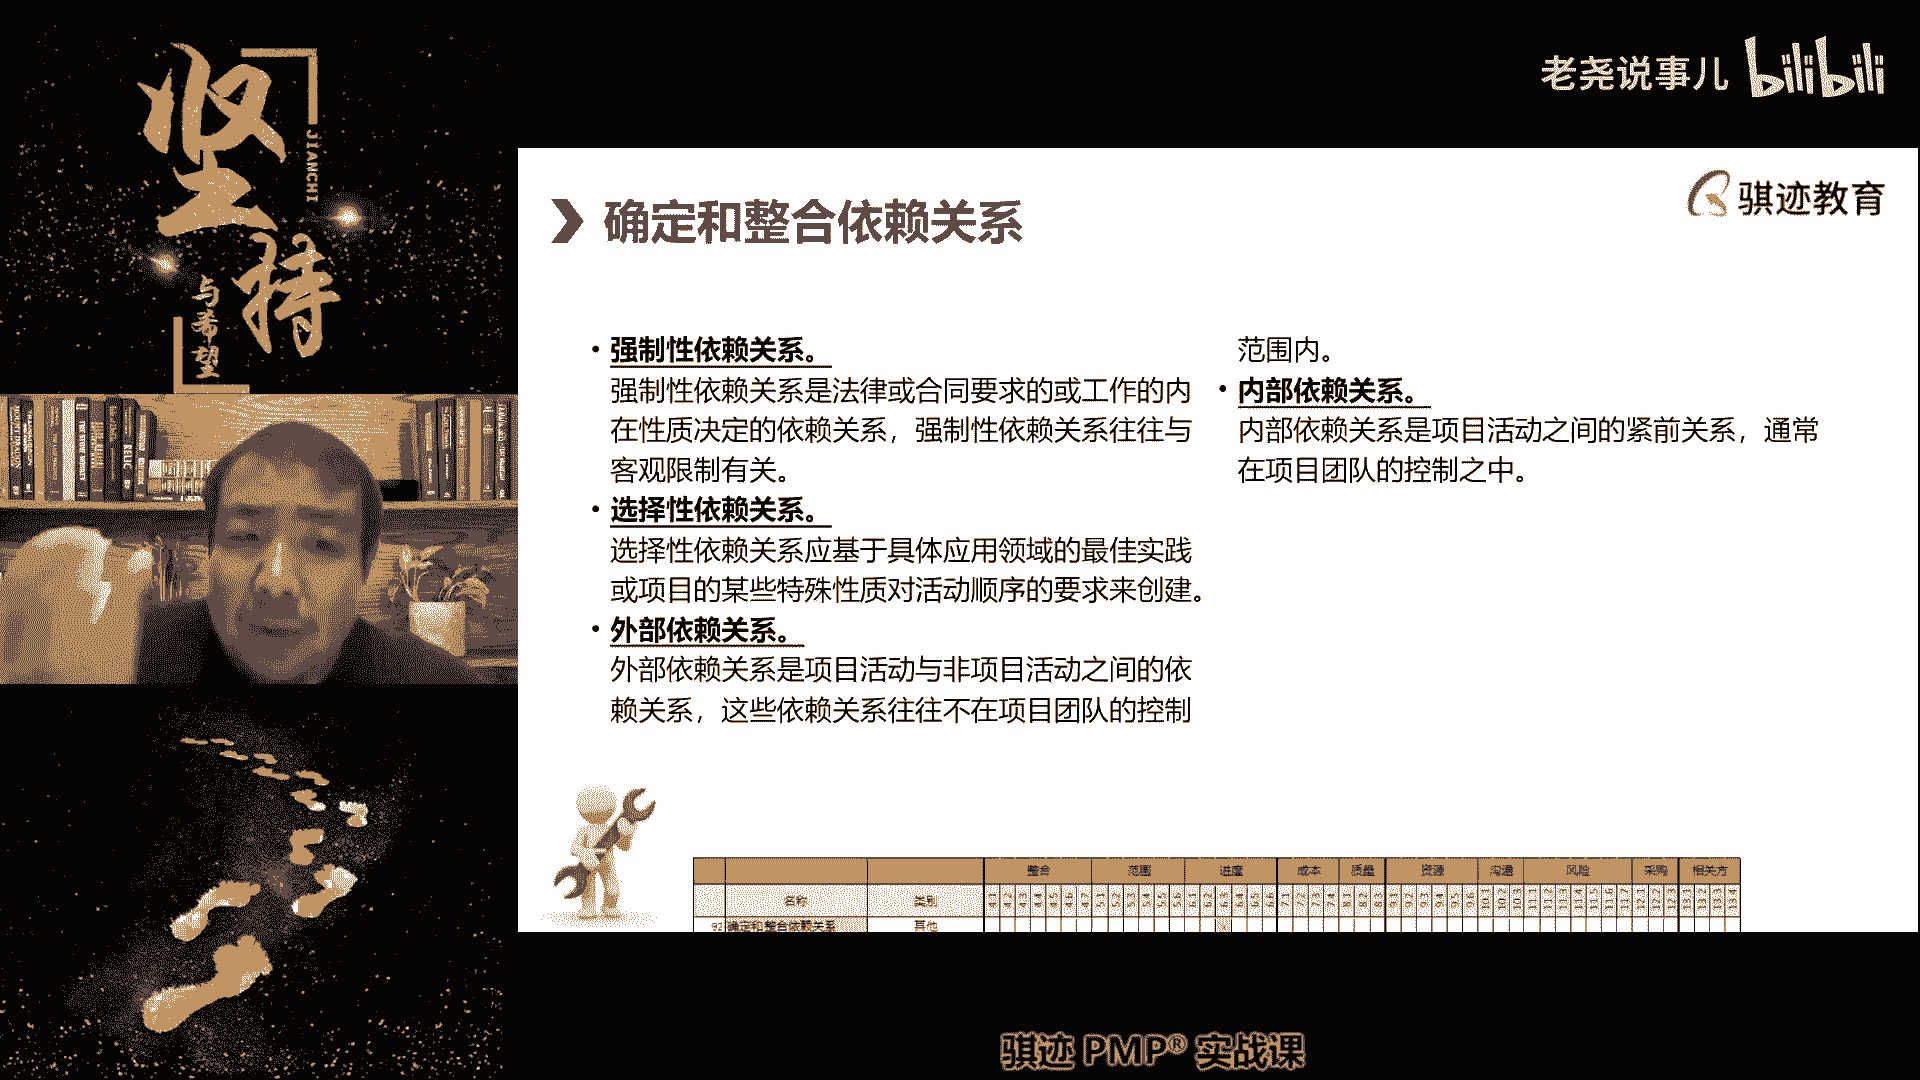 坚持
JIANCHI
与希望
老尧说事儿 bilibili
骐迹教育
确定和整合依赖关系
• 强制性依赖关系。
强制性依赖关系是法律或合同要求的或工作的内
在性质决定的依赖关系，强制性依赖关系往往与
客观限制有关。
• 选择性依赖关系。
选择性依赖关系应基于具体应用领域的最佳实践
或项目的某些特殊性质对活动顺序的要求来创建。
• 外部依赖关系。
外部依赖关系是项目活动与非项目活动之间的依
赖关系，这些依赖关系往往不在项目团队的控制
范围内。
• 内部依赖关系。
内部依赖关系是项目活动之间的紧前关系，通常
在项目团队的控制之中。
整合 范围 进度 成本 质量 资源 沟通 风险 采购 相关方
名称 类别
92 确定和整合依赖关系 其他
骐迹 PMP® 实战课